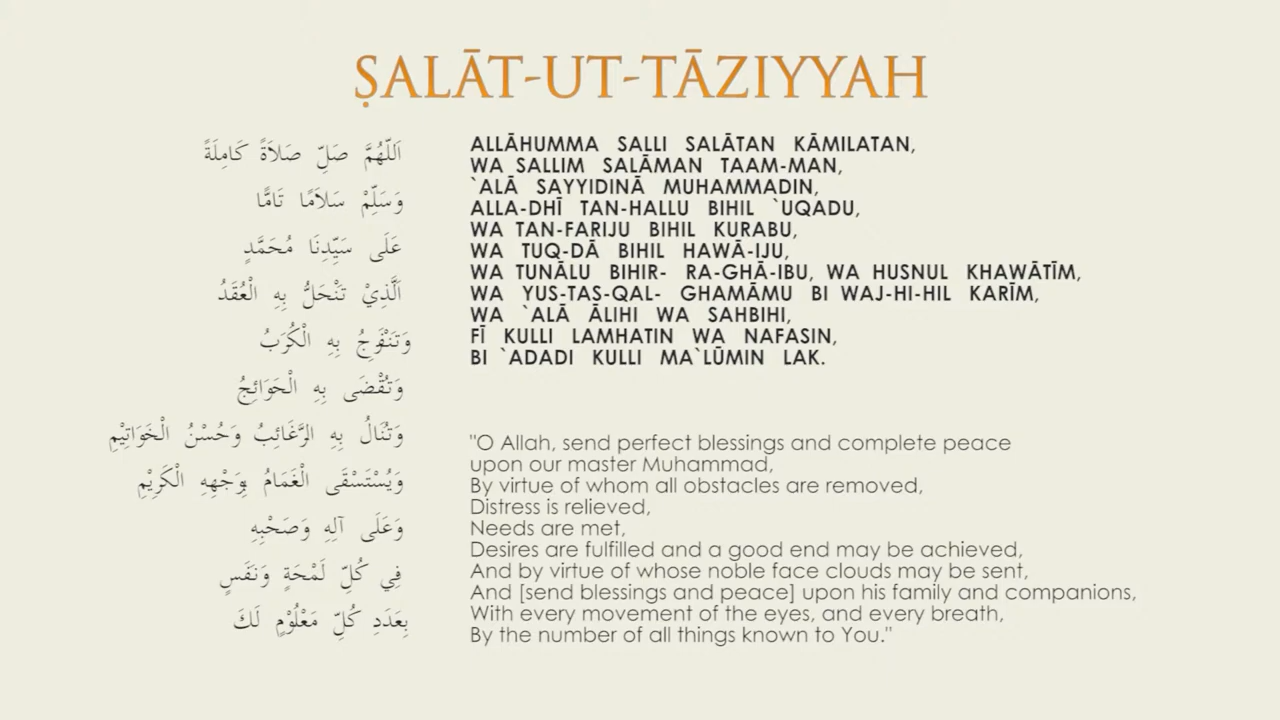 ṢALĀT-UT-TĀZIYYAH
اَللّٰهُمَّ صَلِّ صَلاَةً كَامِلَةً
وَسَلِّمْ سَلاَمًا تَامًّا
عَلَى سَيِّدِنَا مُحَمَّدٍ
اَلَّذِيْ تَنْحَلُّ بِهِ الْعُقَدُ
وَتَنْفَرِجُ بِهِ الْكُرَبُ
وَتُقْضَى بِهِ الْحَوَائِجُ
وَتُنَالُ بِهِ الرَّغَائِبُ وَحُسْنُ الْخَوَاتِيْمِ
وَيُسْتَسْقَى الْغَمَامُ بِوَجْهِهِ الْكَرِيْمِ
وَعَلَى آلِهِ وَصَحْبِهِ
فِي كُلِّ لَمْحَةٍ وَنَفَسٍ
بِعَدَدِ كُلِّ مَعْلُوْمٍ لَكَ
ALLĀHUMMA SALLI SALĀTAN KĀMILATAN,
WA SALLIM SALĀMAN TAAM-MAN,
`ALĀ SAYYIDINĀ MUHAMMADIN,
ALLA-DHĪ TAN-HALLU BIHIL `UQADU,
WA TAN-FARIJU BIHIL KURABU,
WA TUQ-DĀ BIHIL HAWĀ-IJU,
WA TUNĀLU BIHIR- RA-GHĀ-IBU, WA HUSNUL KHAWĀTĪM,
WA YUS-TAS-QAL- GHAMĀMU BI WAJ-HI-HIL KARĪM,
WA `ALĀ ĀLIHI WA SAHBIHI,
FĪ KULLI LAMHATIN WA NAFASIN,
BI `ADADI KULLI MA`LŪMIN LAK.
"O Allah, send perfect blessings and complete peace
upon our master Muhammad,
By virtue of whom all obstacles are removed,
Distress is relieved,
Needs are met,
Desires are fulfilled and a good end may be achieved,
And by virtue of whose noble face clouds may be sent,
And [send blessings and peace] upon his family and companions,
With every movement of the eyes, and every breath,
By the number of all things known to You."